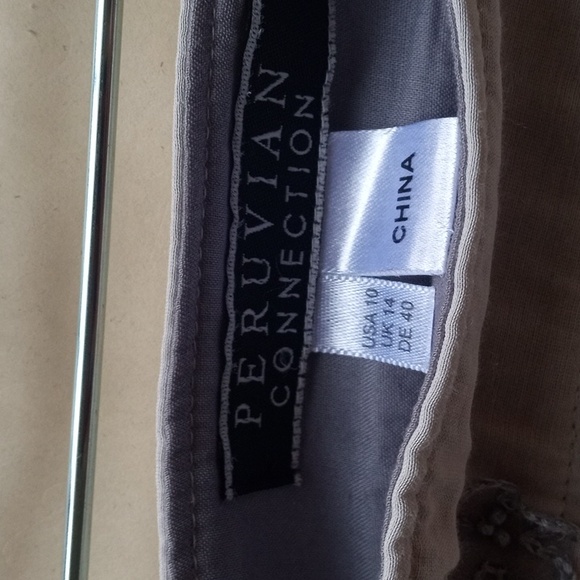 PERUVIAN
CONNECTION
CHINA
USA 10
UK 14
DE 40